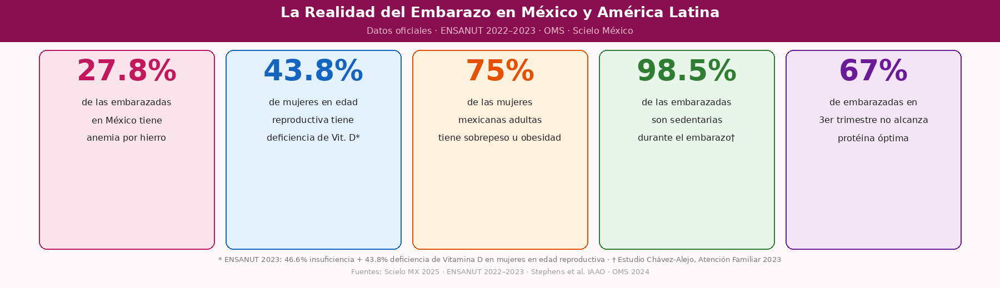 La Realidad del Embarazo en México y América Latina
Datos oficiales · ENSANUT 2022–2023 · OMS · Scielo México
27.8%
de las embarazadas
en México tiene
anemia por hierro
43.8%
de mujeres en edad
reproductiva tiene
deficiencia de Vit. D*
75%
de las mujeres
mexicanas adultas
tiene sobrepeso u obesidad
98.5%
de las embarazadas
son sedentarias
durante el embarazo†
67%
de embarazadas en
3er trimestre no alcanza
protéina óptima
* ENSANUT 2023: 46.6% insuficiencia + 43.8% deficiencia de Vitamina D en mujeres en edad reproductiva · † Estudio Chávez-Alejo, Atención Familiar 2023
Fuentes: Scielo MX 2025 · ENSANUT 2022–2023 · Stephens et al. IAAO · OMS 2024